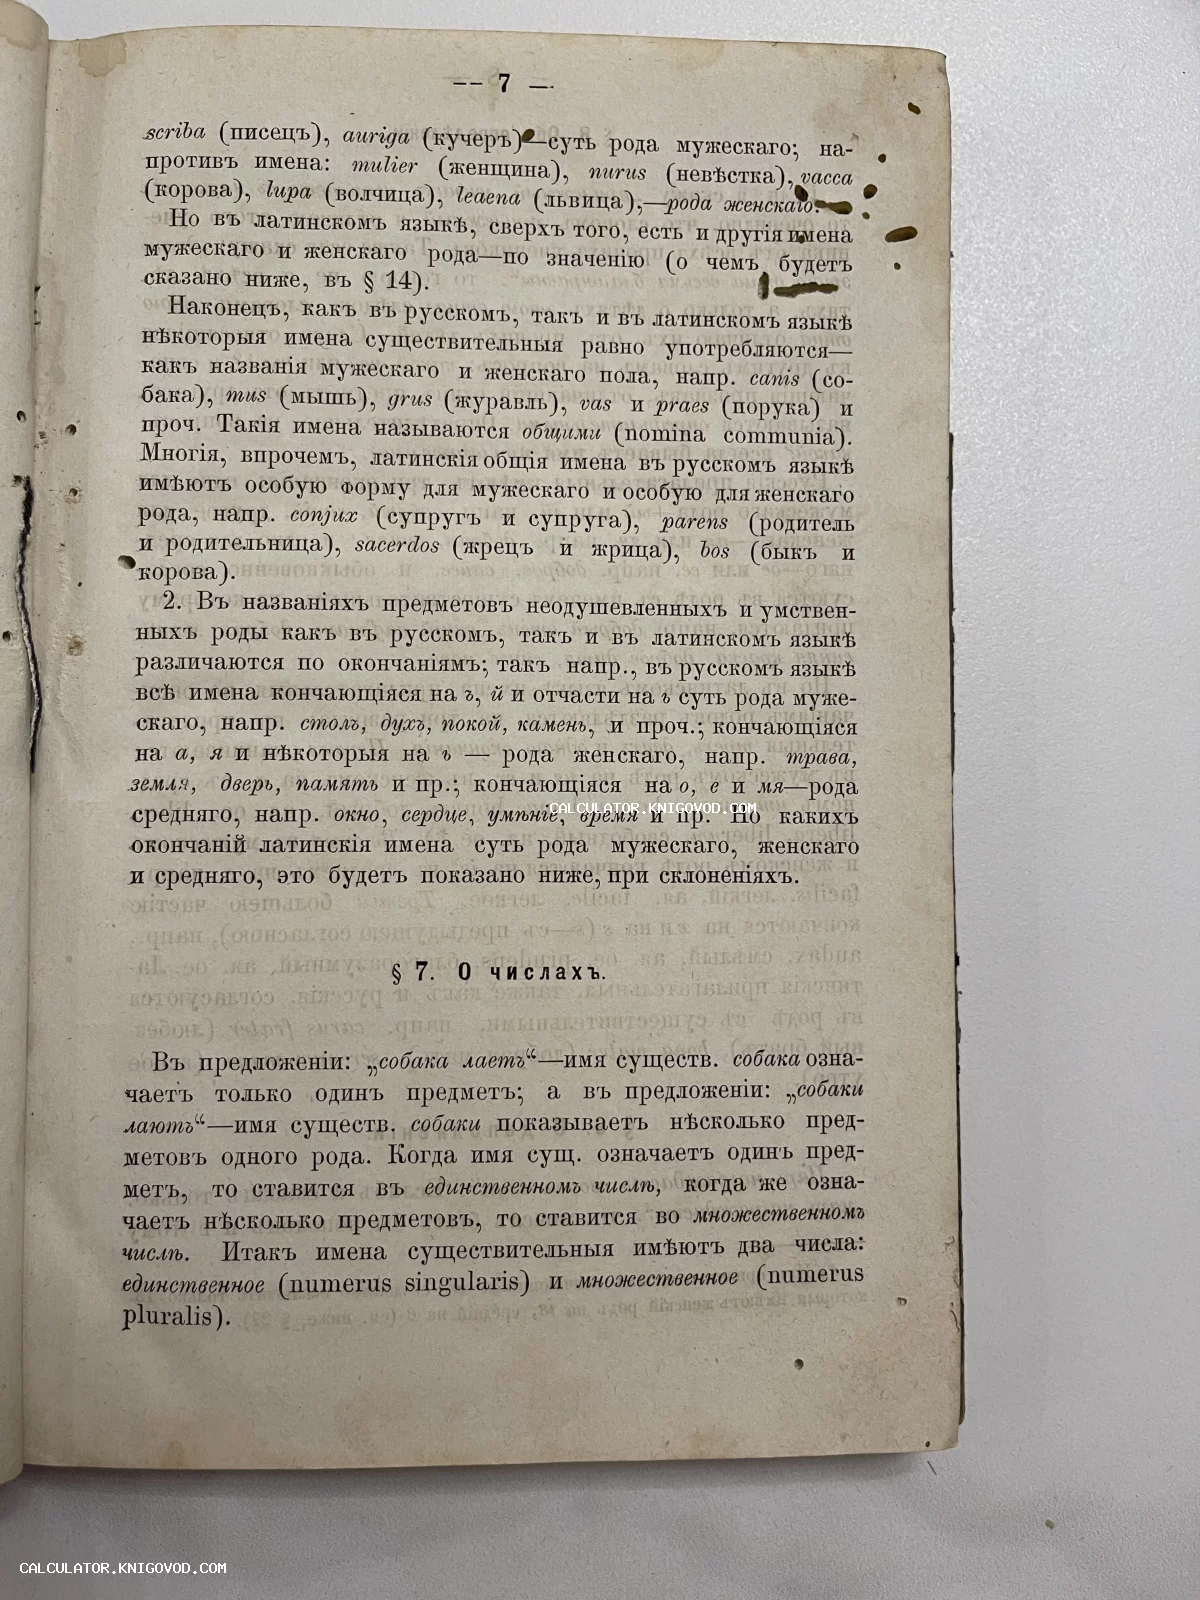 -- 7 —
scriba (писецъ), auriga (кучеръ)—суть рода мужескаго; на-
противъ имена: mulier (женщина), nurus (невѣстка), vacca
(корова), lupa (волчица), leaena (львица),—рода женскаго.
Но въ латинскомъ языкѣ, сверхъ того, есть и другія имена
мужескаго и женскаго рода—по значенію (о чемъ будетъ
сказано ниже, въ § 14).
Наконецъ, какъ въ русскомъ, такъ и въ латинскомъ языкѣ
нѣкоторыя имена существительныя равно употребляются—
какъ названія мужескаго и женскаго пола, напр. canis (со-
бака), mus (мышь), grus (журавль), vas и praes (порука) и
проч. Такія имена называются общими (nomina communia).
Многія, впрочемъ, латинскія общія имена въ русскомъ языкѣ
имѣютъ особую форму для мужескаго и особую для женскаго
рода, напр. conjux (супругъ и супруга), parens (родитель
и родительница), sacerdos (жрецъ и жрица), bos (быкъ и
корова).
2. Въ названіяхъ предметовъ неодушевленныхъ и умствен-
ныхъ роды какъ въ русскомъ, такъ и въ латинскомъ языкѣ
различаются по окончаніямъ; такъ напр., въ русскомъ языкѣ
всѣ имена кончающіяся на ъ, й и отчасти на ь суть рода муже-
скаго, напр. столъ, духъ, покой, камень, и проч.; кончающіяся
на а, я и нѣкоторыя на ь — рода женскаго, напр. трава,
земля, дверь, память и пр.; кончающіяся на о, е и мя—рода
средняго, напр. окно, сердце, умѣніе, время и пр. Но какихъ
окончаній латинскія имена суть рода мужескаго, женскаго
и средняго, это будетъ показано ниже, при склоненіяхъ.
§ 7. О числахъ.
Въ предложеніи: „собака лаетъ“—имя существ. собака озна-
чаетъ только одинъ предметъ; а въ предложеніи: „собаки
лаютъ“—имя существ. собаки показываетъ нѣсколько пред-
метовъ одного рода. Когда имя сущ. означаетъ одинъ пред-
метъ, то ставится въ единственномъ числѣ, когда же озна-
чаетъ нѣсколько предметовъ, то ставится во множественномъ
числѣ. Итакъ имена существительныя имѣютъ два числа:
единственное (numerus singularis) и множественное (numerus
pluralis).
CALCULATOR.KNIGOVOD.COM
CALCULATOR.KNIGOVOD.COM